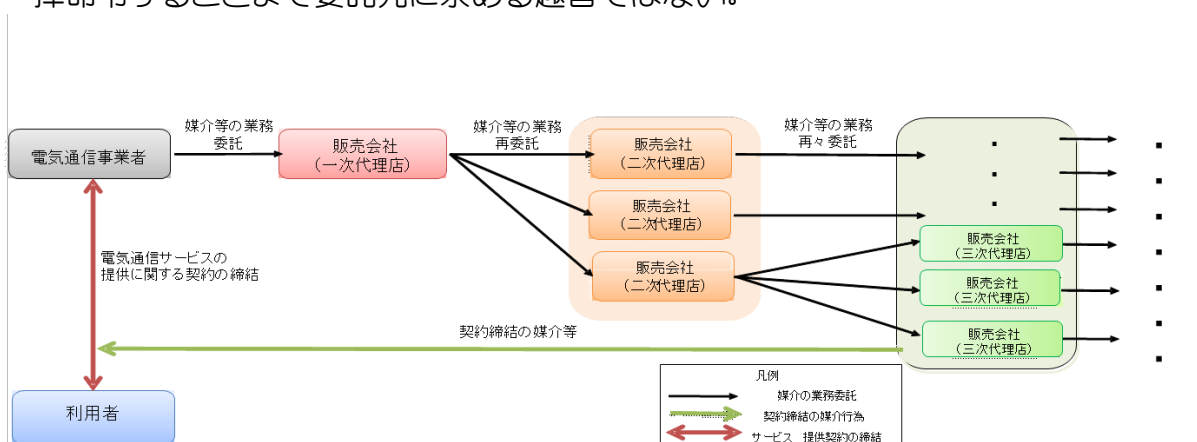 電気通信事業者
媒介等の業務
委託
販売会社
(一次代理店)
媒介等の業務
再委託
販売会社
(二次代理店)
販売会社
(二次代理店)
販売会社
(二次代理店)
媒介等の業務
再々委託
販売会社
(三次代理店)
販売会社
(三次代理店)
販売会社
(三次代理店)
電気通信サービスの
提供に関する契約の締結
契約締結の媒介等
利用者
凡例
媒介の業務委託
契約締結の媒介行為
サービス 提供契約の締結